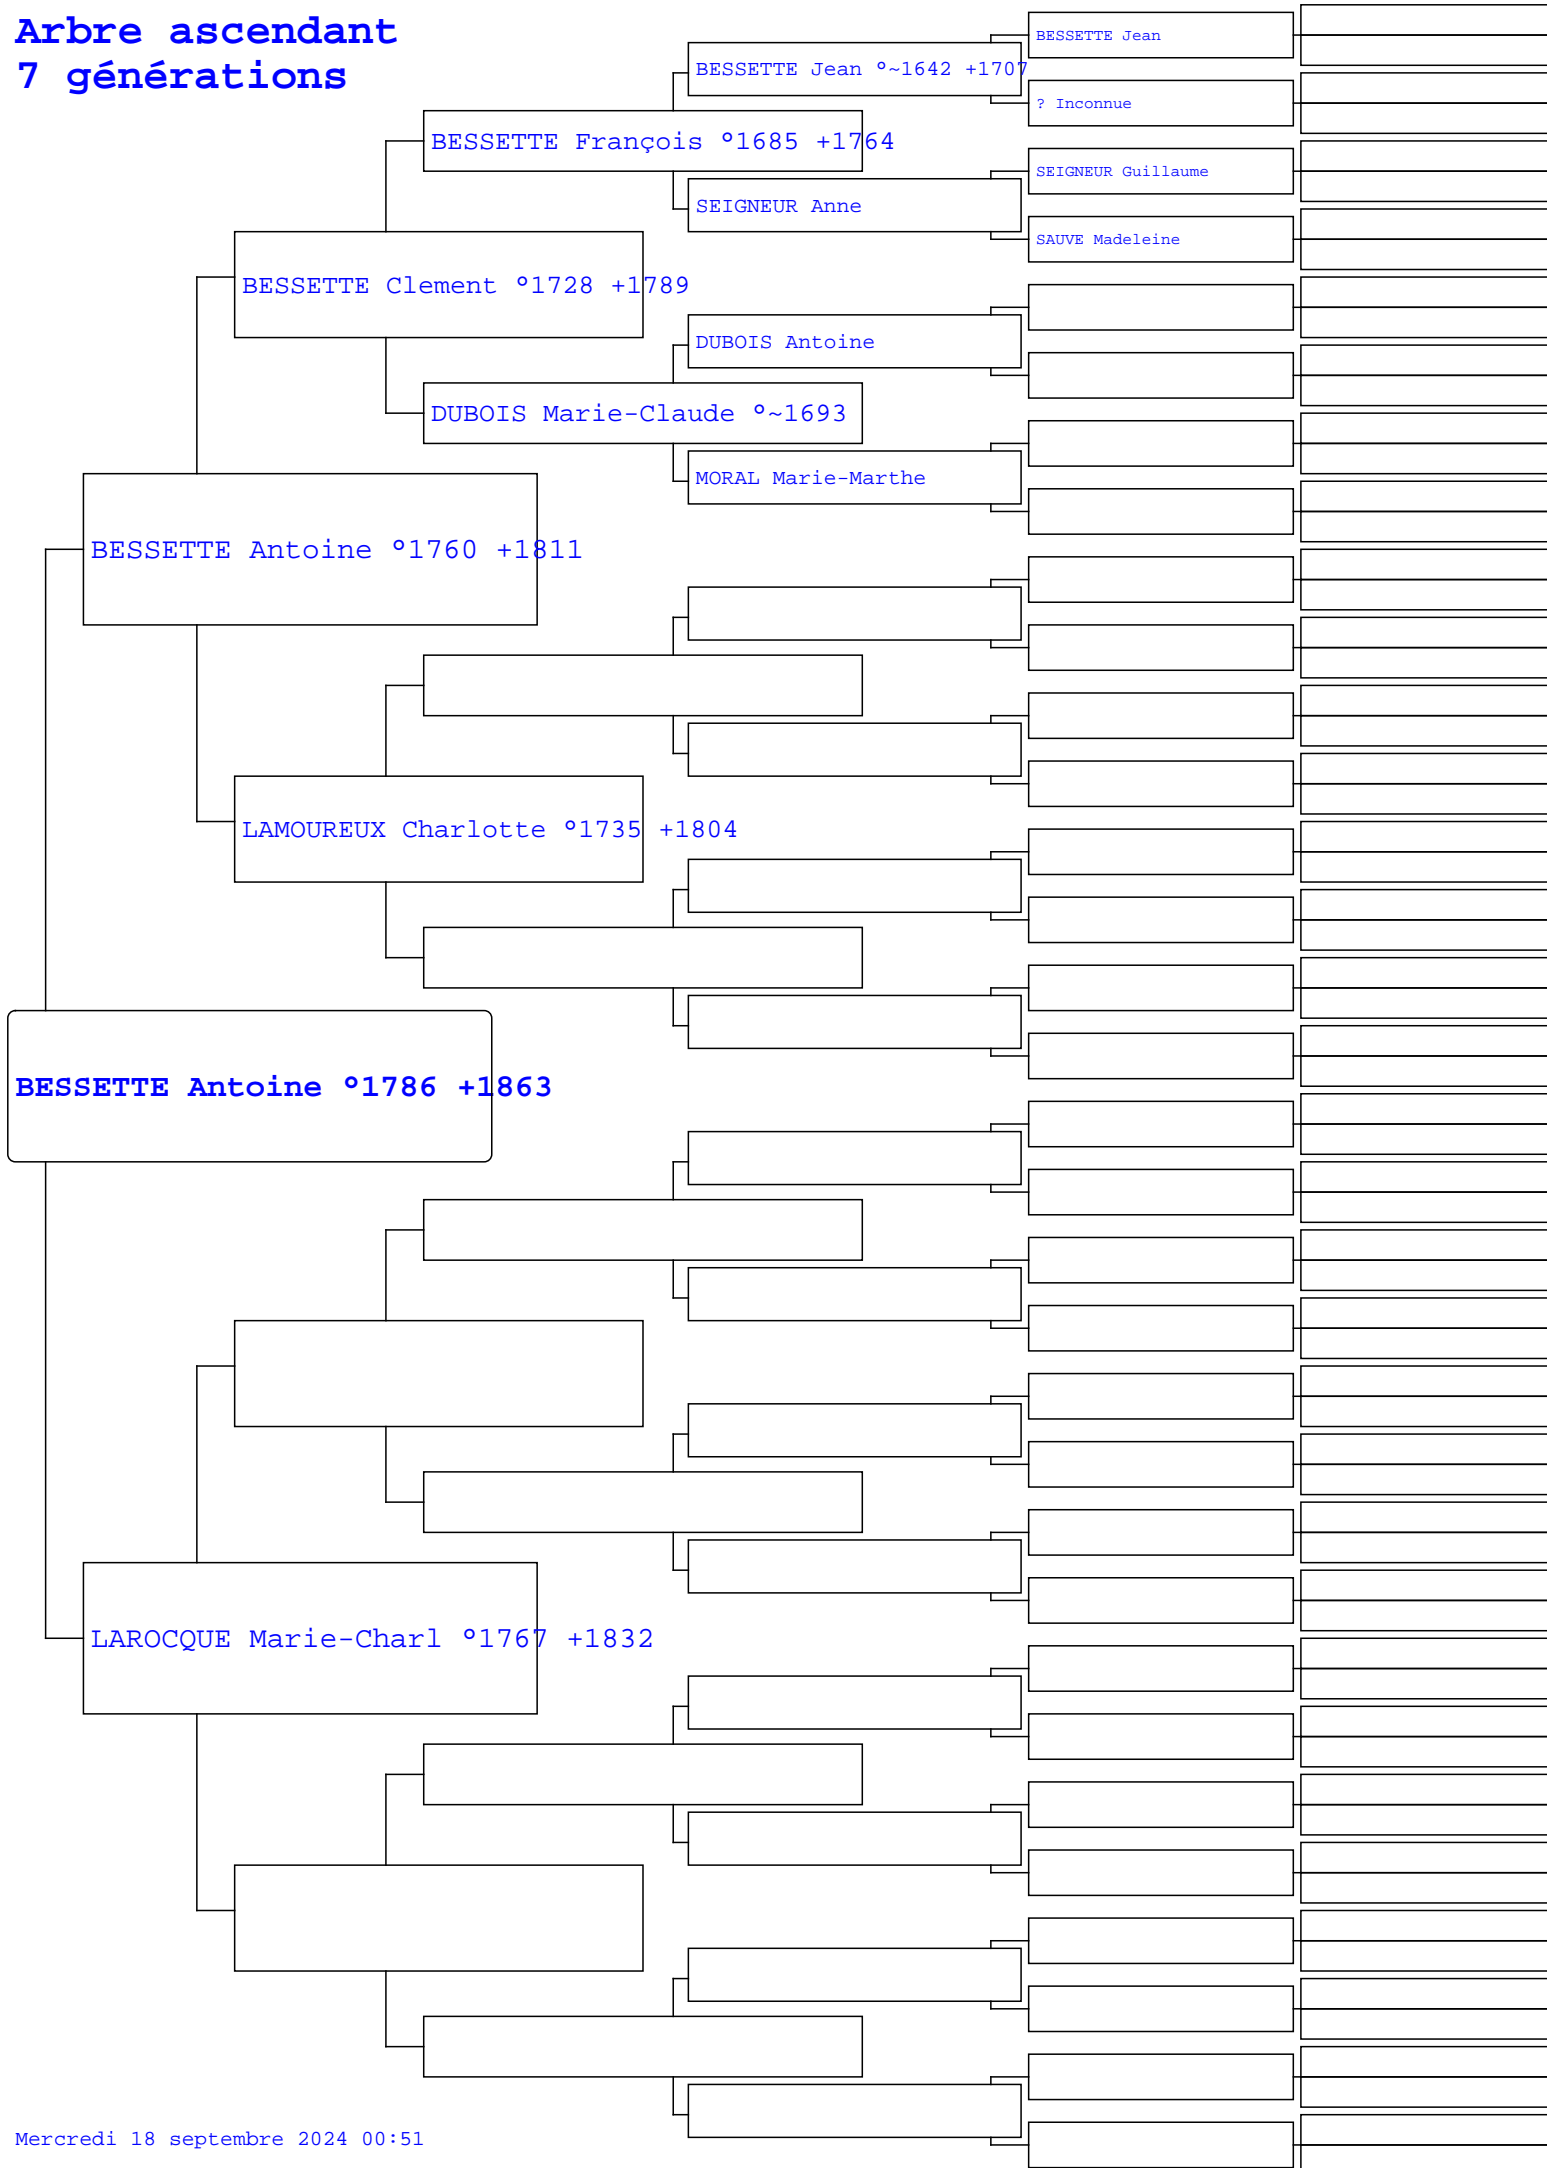 Arbre ascendant
7 générations
BESSETTE Jean
BESSETTE Jean °~1642 +1707
? Inconnue
BESSETTE François °1685 +1764
SEIGNEUR Guillaume
SEIGNEUR Anne
SAUVE Madeleine
BESSETTE Clement °1728 +1789
DUBOIS Antoine
DUBOIS Marie-Claude °~1693
MORAL Marie-Marthe
BESSETTE Antoine °1760 +1811
LAMOUREUX Charlotte °1735 +1804
BESSETTE Antoine °1786 +1863
LAROCQUE Marie-Charl °1767 +1832
Mercredi 18 septembre 2024 00:51